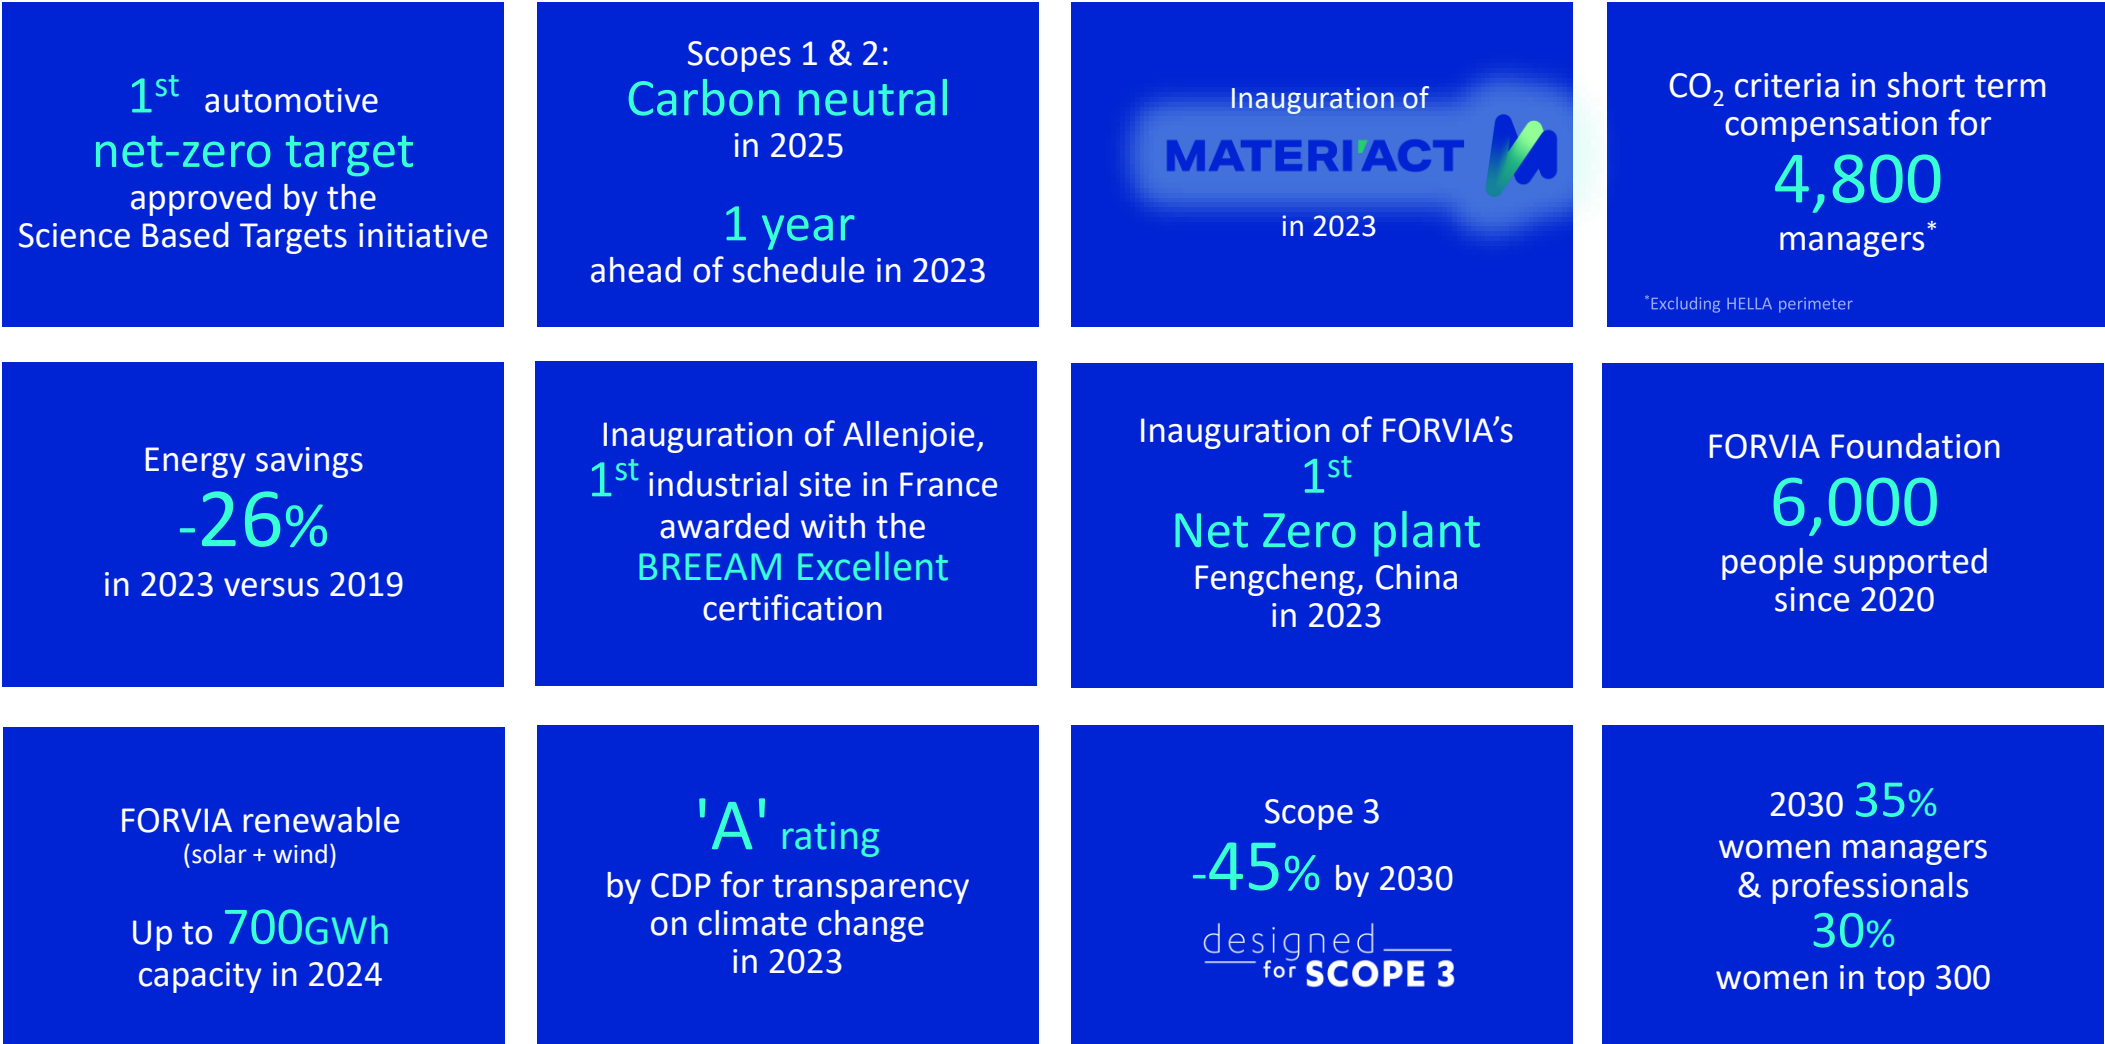 1st automotive
net-zero target
approved by the
Science Based Targets initiative
Scopes 1 & 2:
Carbon neutral
in 2025
1 year
ahead of schedule in 2023
Inauguration of
MATERI'ACT
in 2023
CO₂ criteria in short term
compensation for
4,800
managers*
*Excluding HELLA perimeter
Energy savings
-26%
in 2023 versus 2019
Inauguration of Allenjoie,
1st industrial site in France
awarded with the
BREEAM Excellent
certification
Inauguration of FORVIA’s
1st
Net Zero plant
Fengcheng, China
in 2023
FORVIA Foundation
6,000
people supported
since 2020
FORVIA renewable
(solar + wind)
Up to 700GWh
capacity in 2024
'A' rating
by CDP for transparency
on climate change
in 2023
Scope 3
-45% by 2030
designed
for SCOPE 3
2030 35%
women managers
& professionals
30%
women in top 300